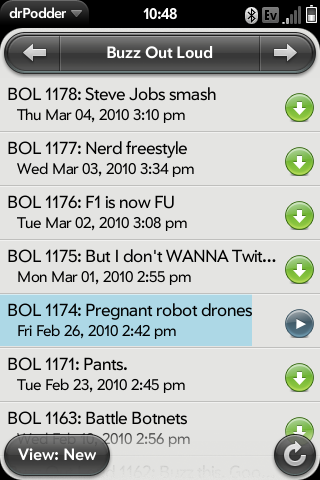 drPodder 10:48 Ev
Buzz Out Loud
BOL 1178: Steve Jobs smash
Thu Mar 04, 2010 3:10 pm
BOL 1177: Nerd freestyle
Wed Mar 03, 2010 3:34 pm
BOL 1176: F1 is now FU
Tue Mar 02, 2010 3:08 pm
BOL 1175: But I don't WANNA Twit...
Mon Mar 01, 2010 2:55 pm
BOL 1174: Pregnant robot drones
Fri Feb 26, 2010 2:42 pm
BOL 1171: Pants.
Tue Feb 23, 2010 2:45 pm
BOL 1163: Battle Botnets
Wed Feb 10, 2010 2:56 pm
View: New
1162: Burr this,